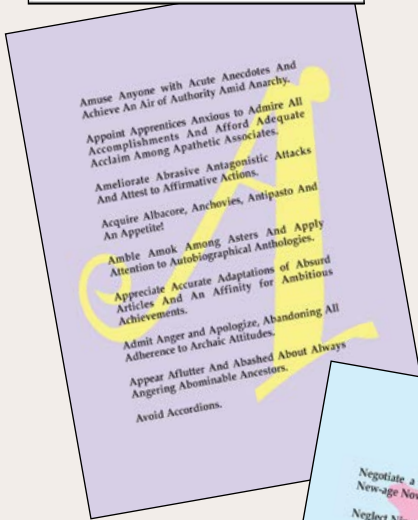 Amuse Anyone with Acute Anecdotes And
Achieve An Air of Authority Amid Anarchy.
Appoint Apprentices Anxious to Admire All
Accomplishments And Afford Adequate
Acclaim Among Apathetic Associates.
Ameliorate Abrasive Antagonistic Attacks
And Attest to Affirmative Actions.
Acquire Albacore, Anchovies, Antipasto And
An Appetite!
Amble Amok Among Asters And Apply
Attention to Autobiographical Anthologies.
Appreciate Accurate Adaptations of Absurd
Articles And An Affinity for Ambitious
Achievements.
Admit Anger and Apologize, Abandoning All
Adherence to Archaic Attitudes.
Appear Aflutter And Abashed About Always
Angering Abominable Ancestors.
Avoid Accordions.
A
Negotiate a
New-age
Neglect